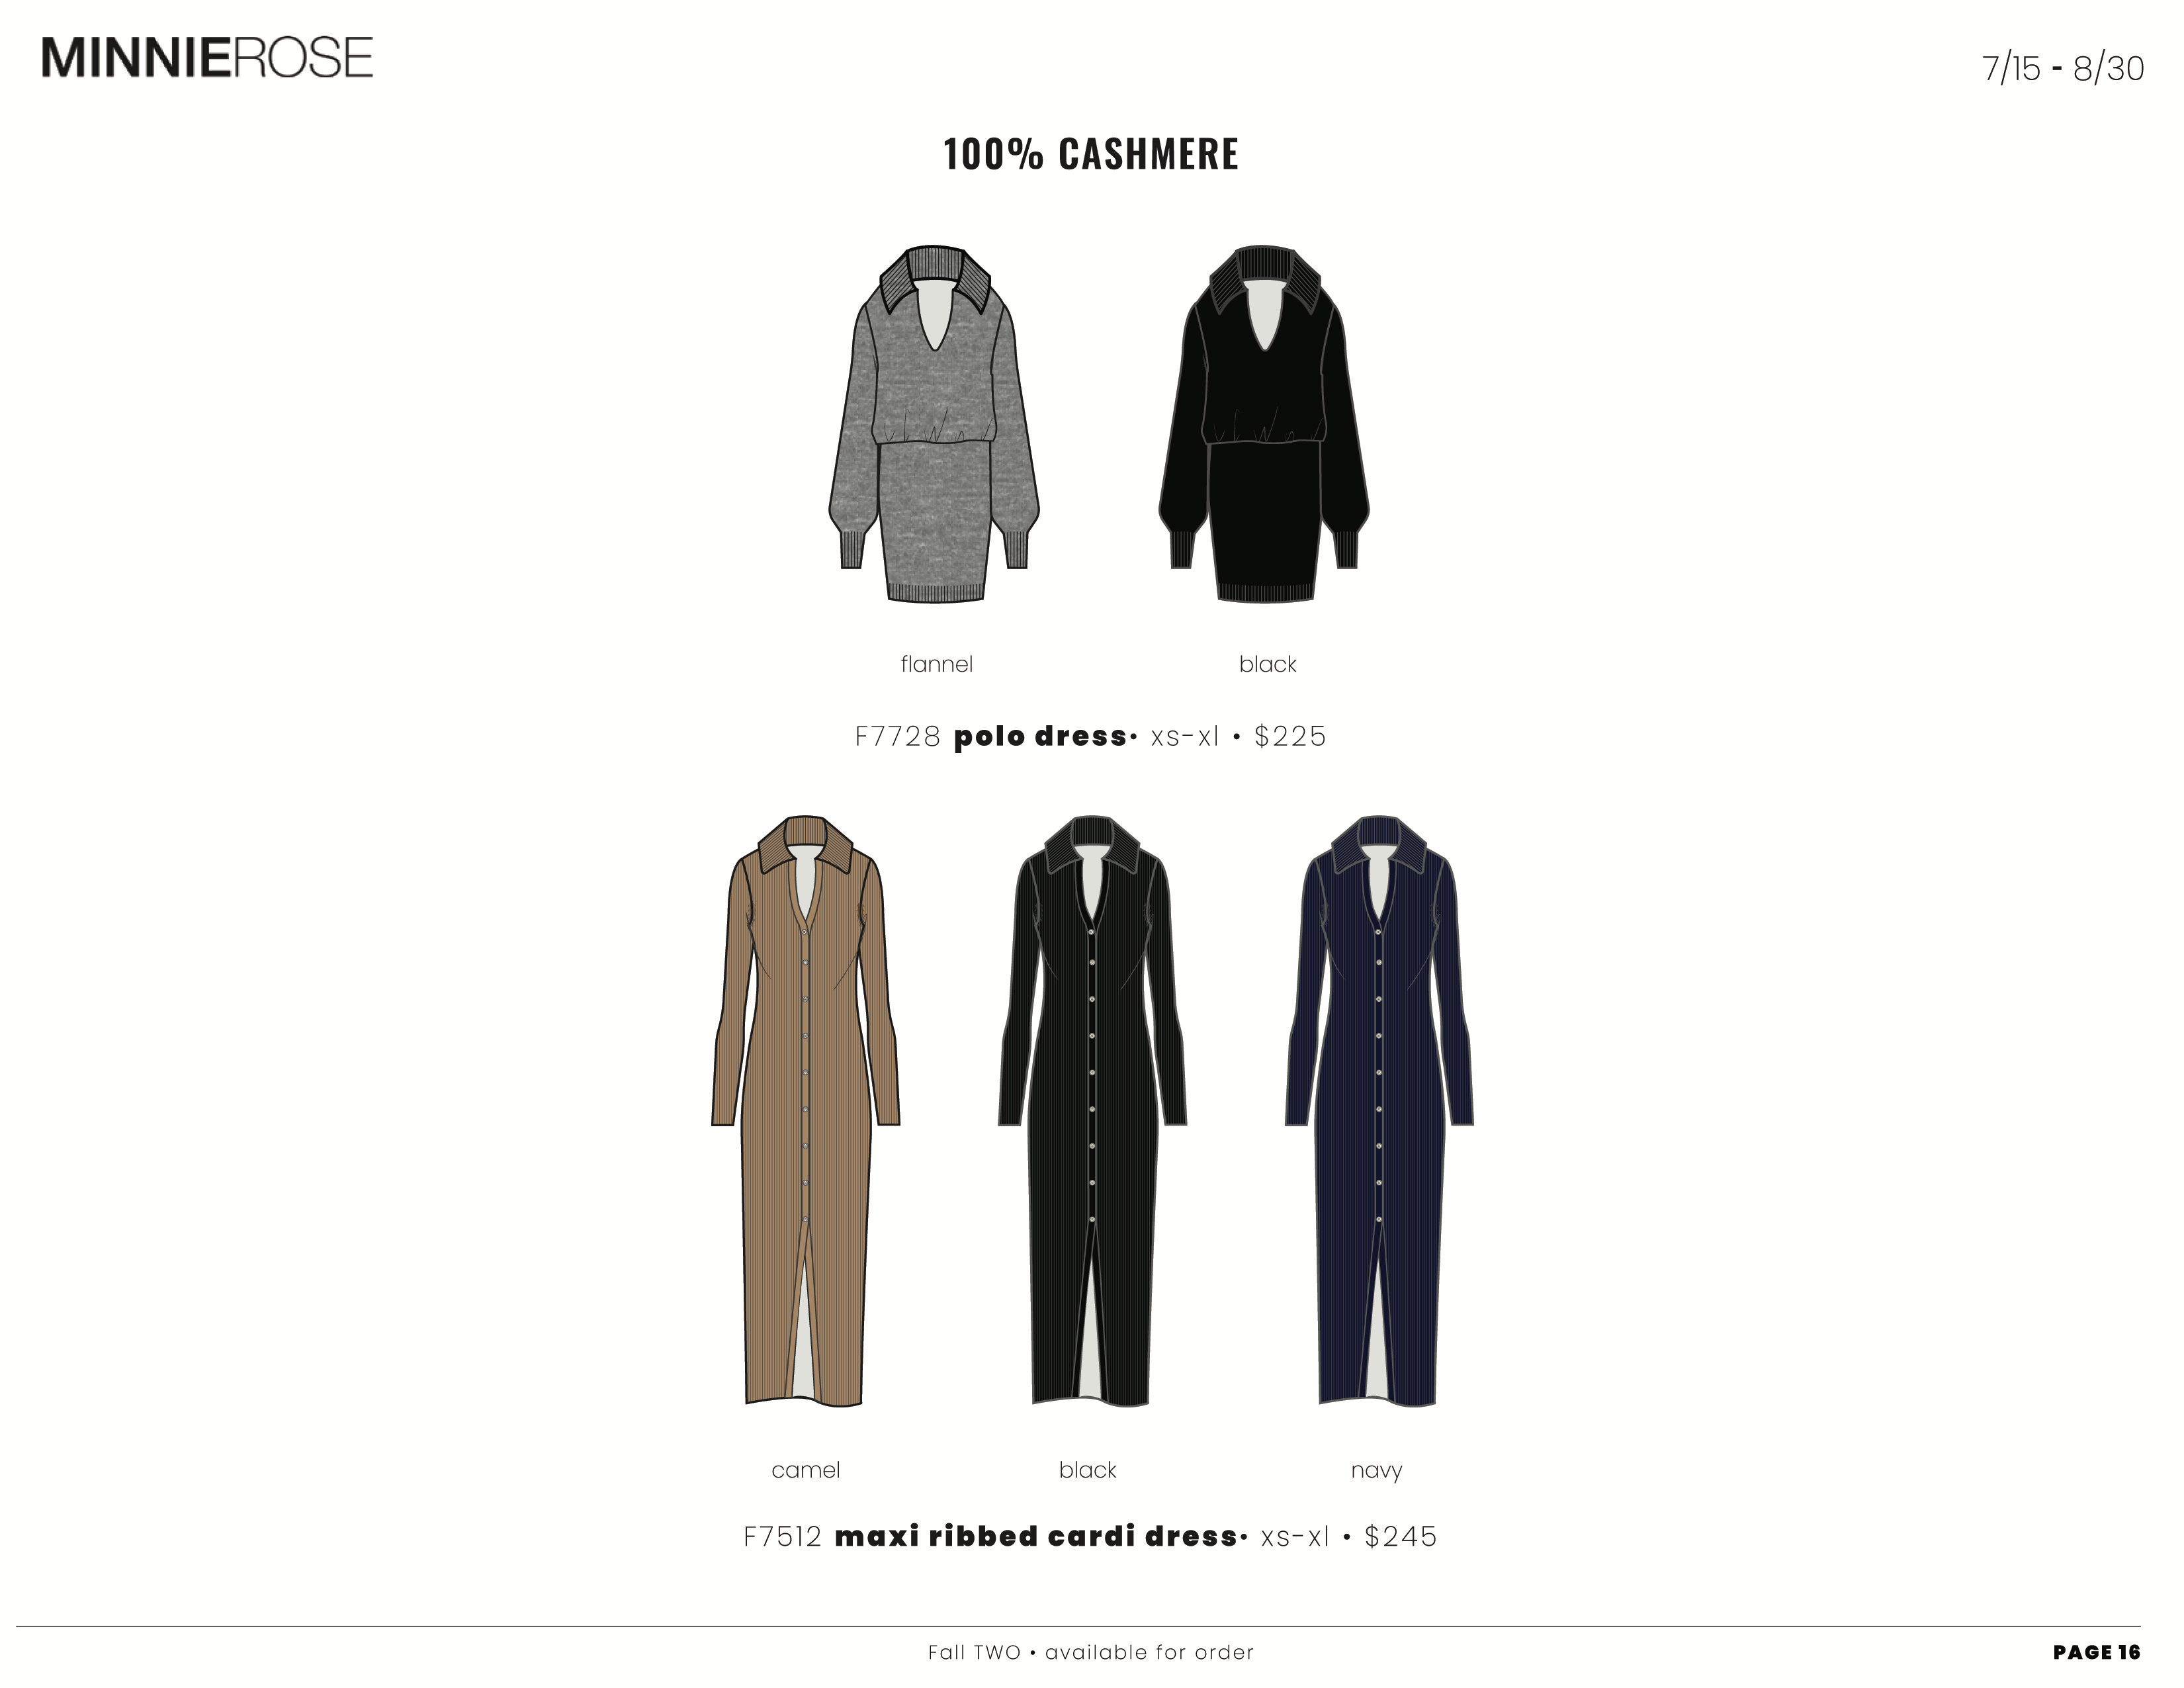 MINNIEROSE
7/15 - 8/30
100% CASHMERE
flannel
black
F7728 polo dress• xs-xl • $225
camel
black
navy
F7512 maxi ribbed cardi dress• xs-xl • $245
Fall TWO • available for order
PAGE 16